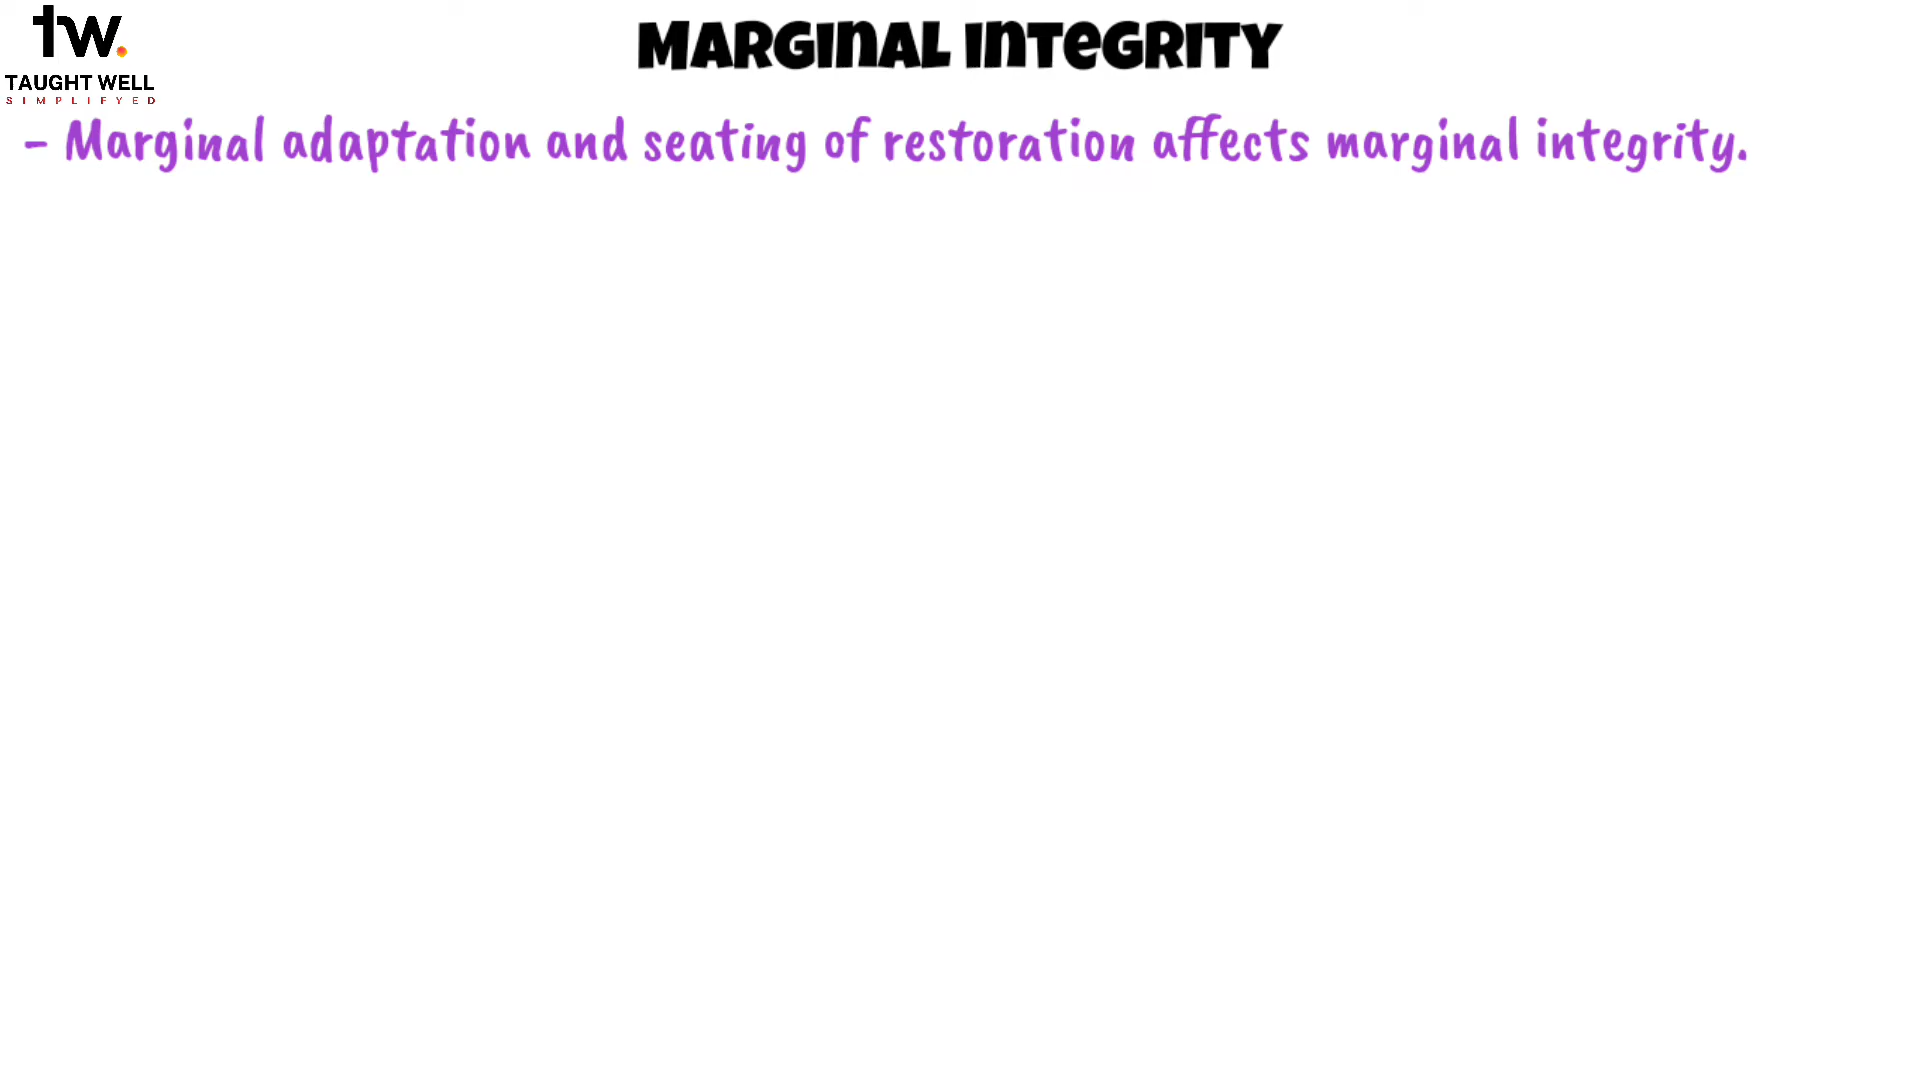 tw.
TAUGHT WELL
SIMPLIFYED
MARGINAL INTEGRITY
- Marginal adaptation and seating of restoration affects marginal integrity.